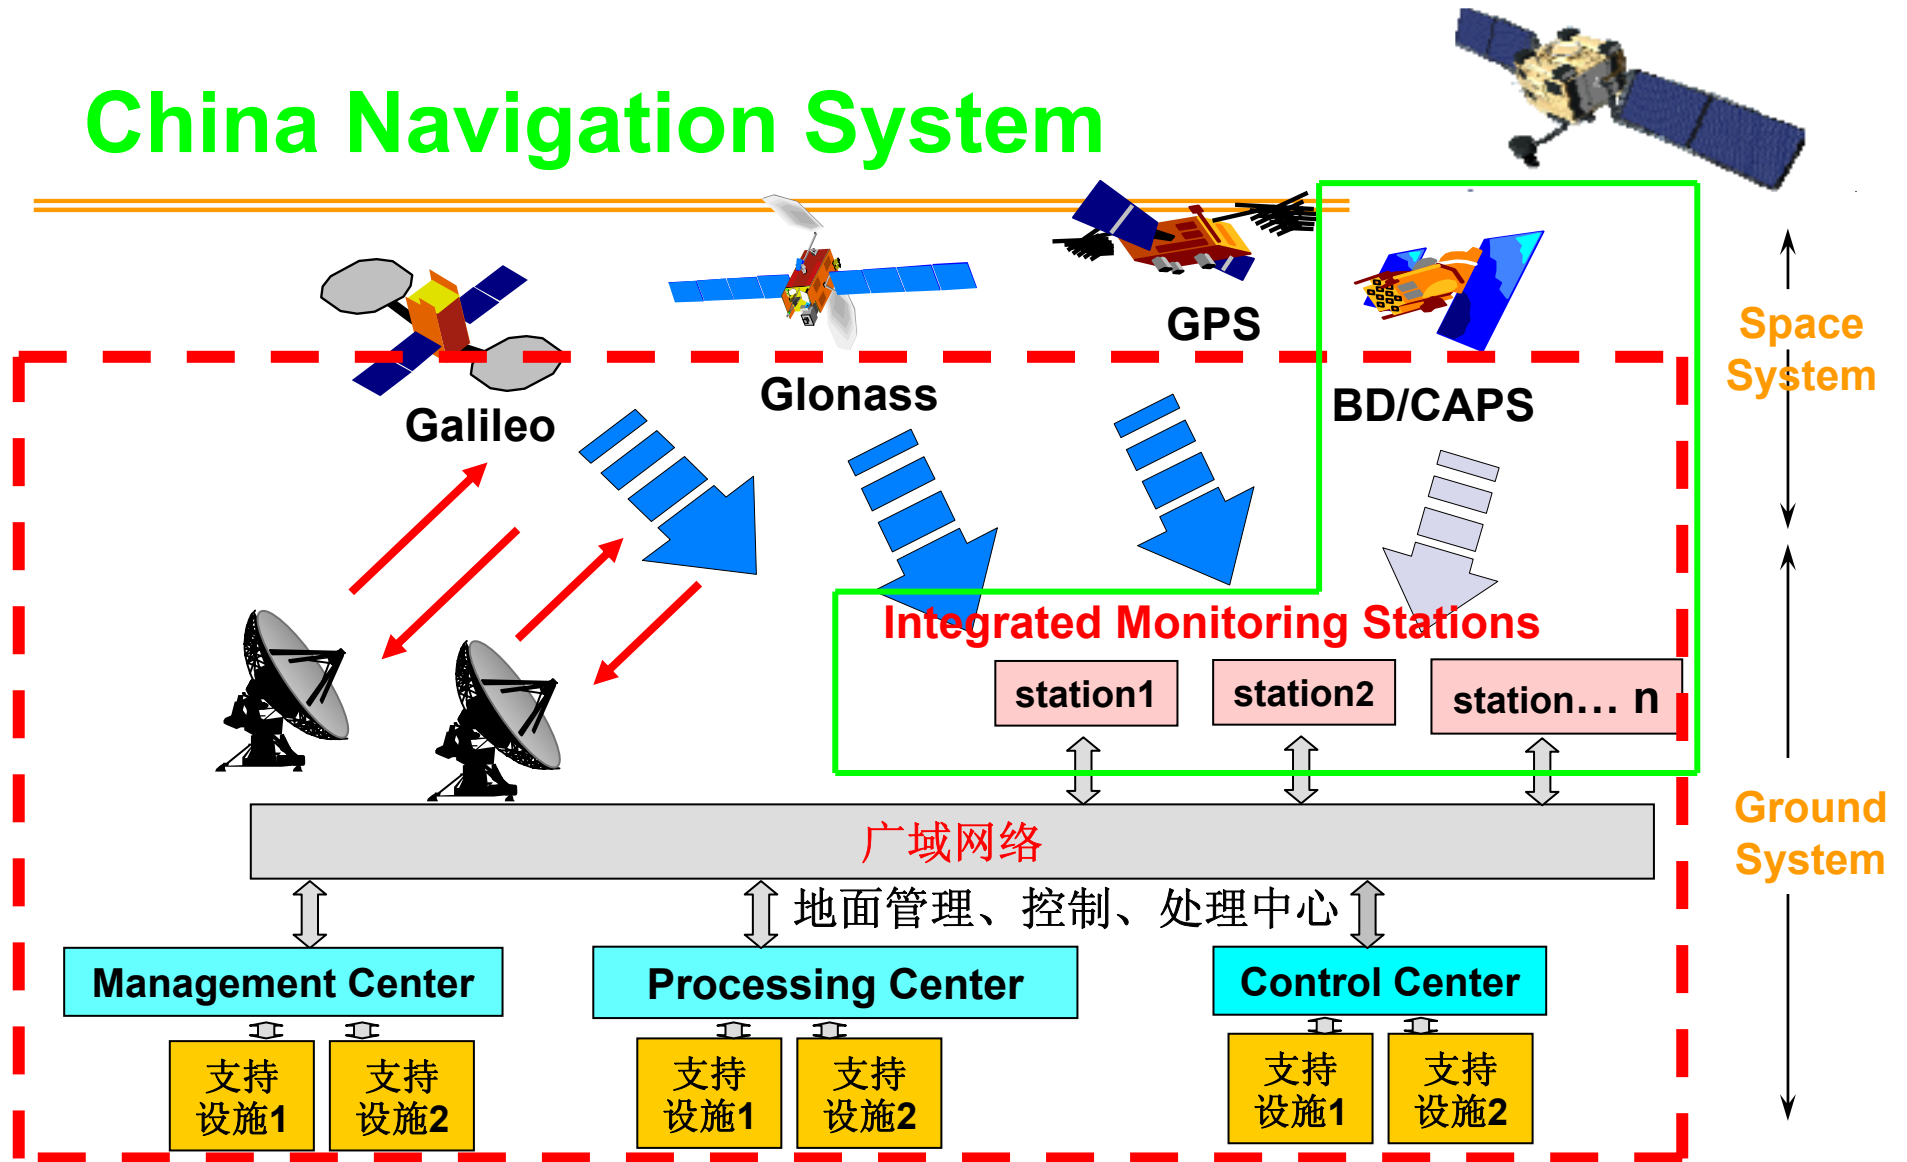 China Navigation System
GPS
Space
System
Glonass
BD/CAPS
Galileo
Integrated Monitoring Stations
station1
station2
station… n
广域网络
Ground
System
地面管理、控制、处理中心
Management Center
Processing Center
Control Center
支持
设施1
支持
设施2
支持
设施1
支持
设施2
支持
设施1
支持
设施2